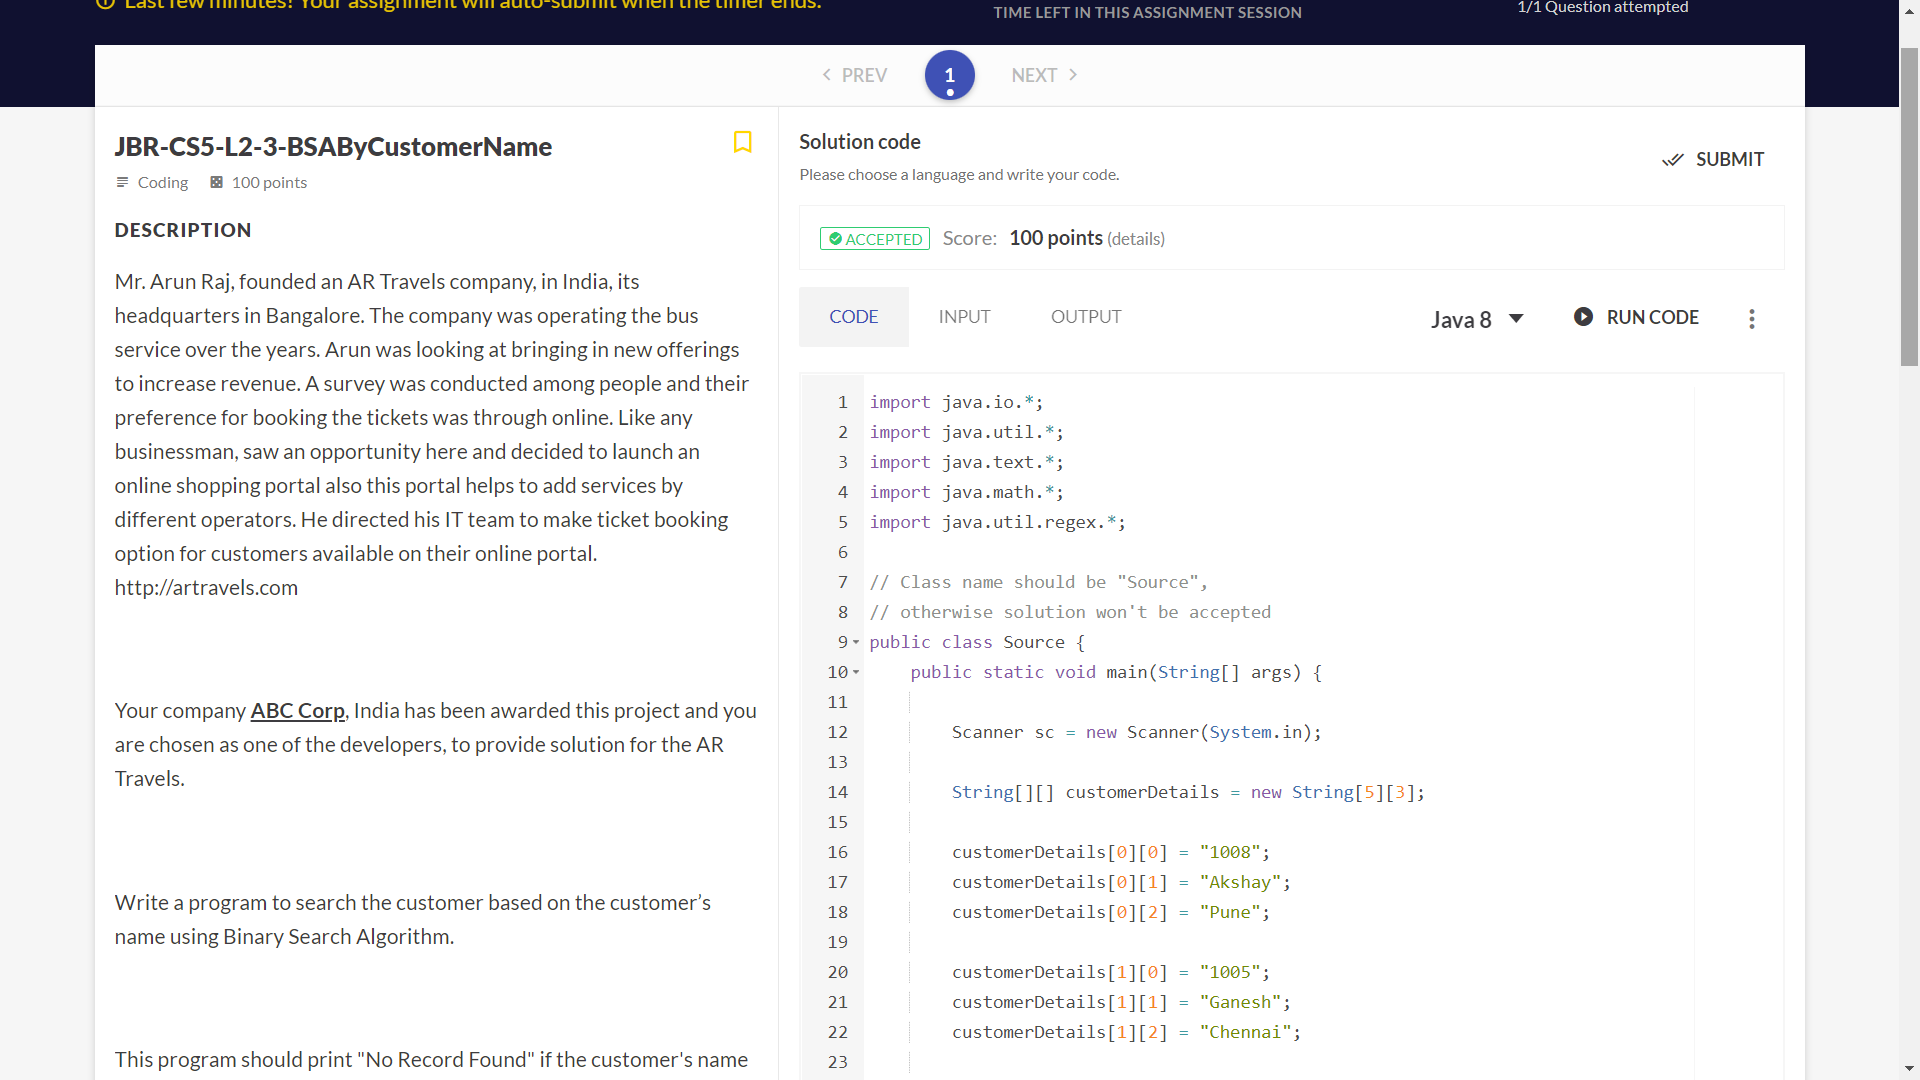 Last few minutes! Your assignment will auto-submit when the timer ends.
TIME LEFT IN THIS ASSIGNMENT SESSION
1/1 Question attempted
PREV
1
NEXT
JBR-CS5-L2-3-BSAByCustomerName
Coding
100 points
DESCRIPTION
Mr. Arun Raj, founded an AR Travels company, in India, its
headquarters in Bangalore. The company was operating the bus
service over the years. Arun was looking at bringing in new offerings
to increase revenue. A survey was conducted among people and their
preference for booking the tickets was through online. Like any
businessman, saw an opportunity here and decided to launch an
online shopping portal also this portal helps to add services by
different operators. He directed his IT team to make ticket booking
option for customers available on their online portal.
http://artravels.com
Your company ABC Corp, India has been awarded this project and you
are chosen as one of the developers, to provide solution for the AR
Travels.
Write a program to search the customer based on the customer’s
name using Binary Search Algorithm.
This program should print "No Record Found" if the customer's name
Solution code
Please choose a language and write your code.
SUBMIT
ACCEPTED
Score: 100 points (details)
CODE
INPUT
OUTPUT
Java 8
RUN CODE
1 import java.io.*;
2 import java.util.*;
3 import java.text.*;
4 import java.math.*;
5 import java.util.regex.*;
6
7 // Class name should be "Source",
8 // otherwise solution won't be accepted
9 public class Source {
10 public static void main(String[] args) {
11
12 Scanner sc = new Scanner(System.in);
13
14 String[][] customerDetails = new String[5][3];
15
16 customerDetails[0][0] = "1008";
17 customerDetails[0][1] = "Akshay";
18 customerDetails[0][2] = "Pune";
19
20 customerDetails[1][0] = "1005";
21 customerDetails[1][1] = "Ganesh";
22 customerDetails[1][2] = "Chennai";
23